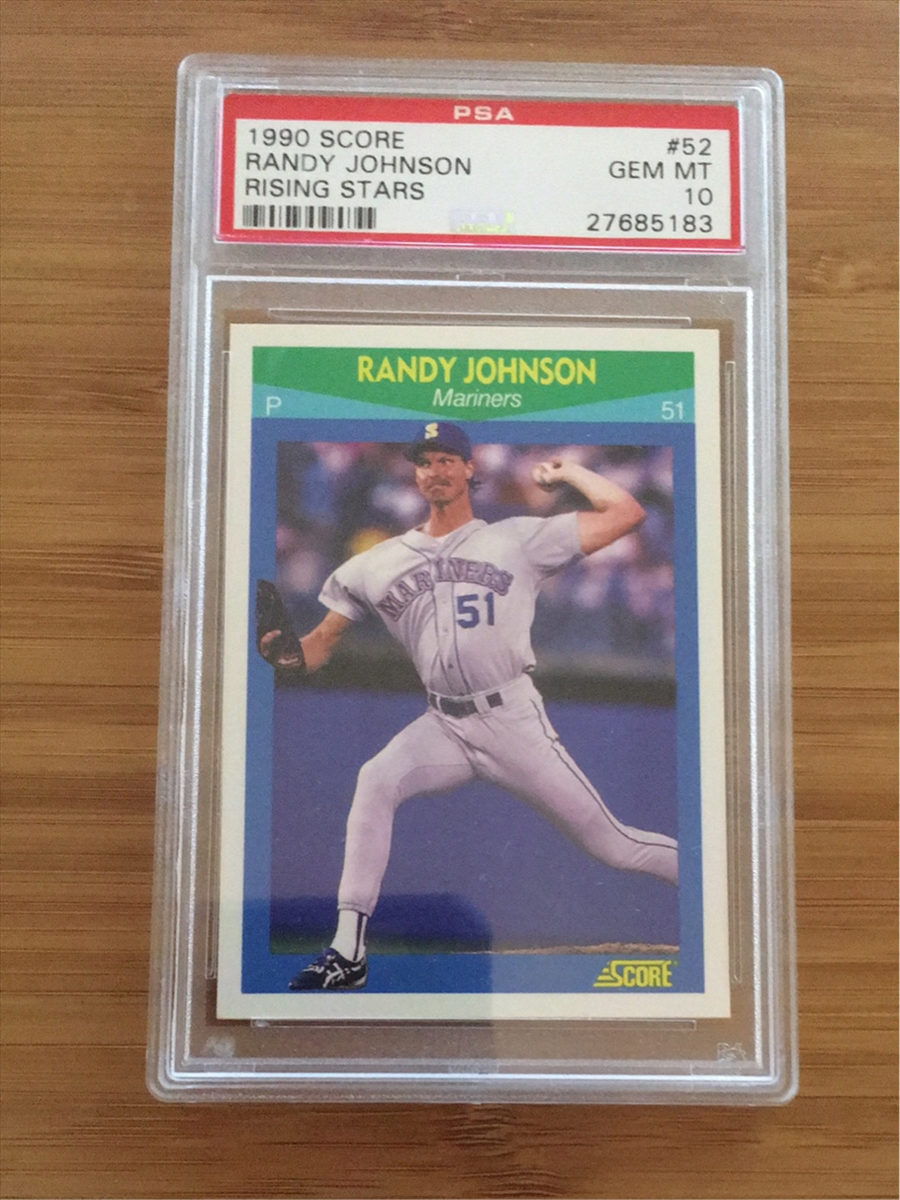 PSA
1990 SCORE #52
RANDY JOHNSON GEM MT
RISING STARS 10
27685183
RANDY JOHNSON
Mariners
P 51
S
MARINERS
51
SCORE